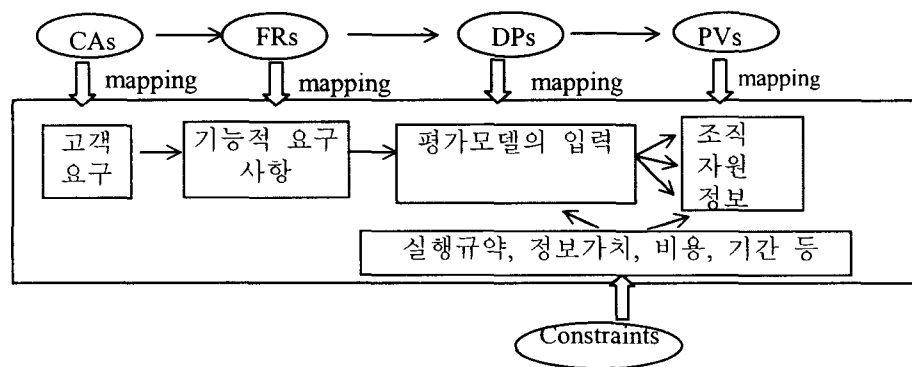 CAs FRs DPs PVs
mapping mapping mapping mapping
고객 기능적 요구 평가모델의 입력 조직
요구 사항 자원
정보
실행규약, 정보가치, 비용, 기간 등
Constraints